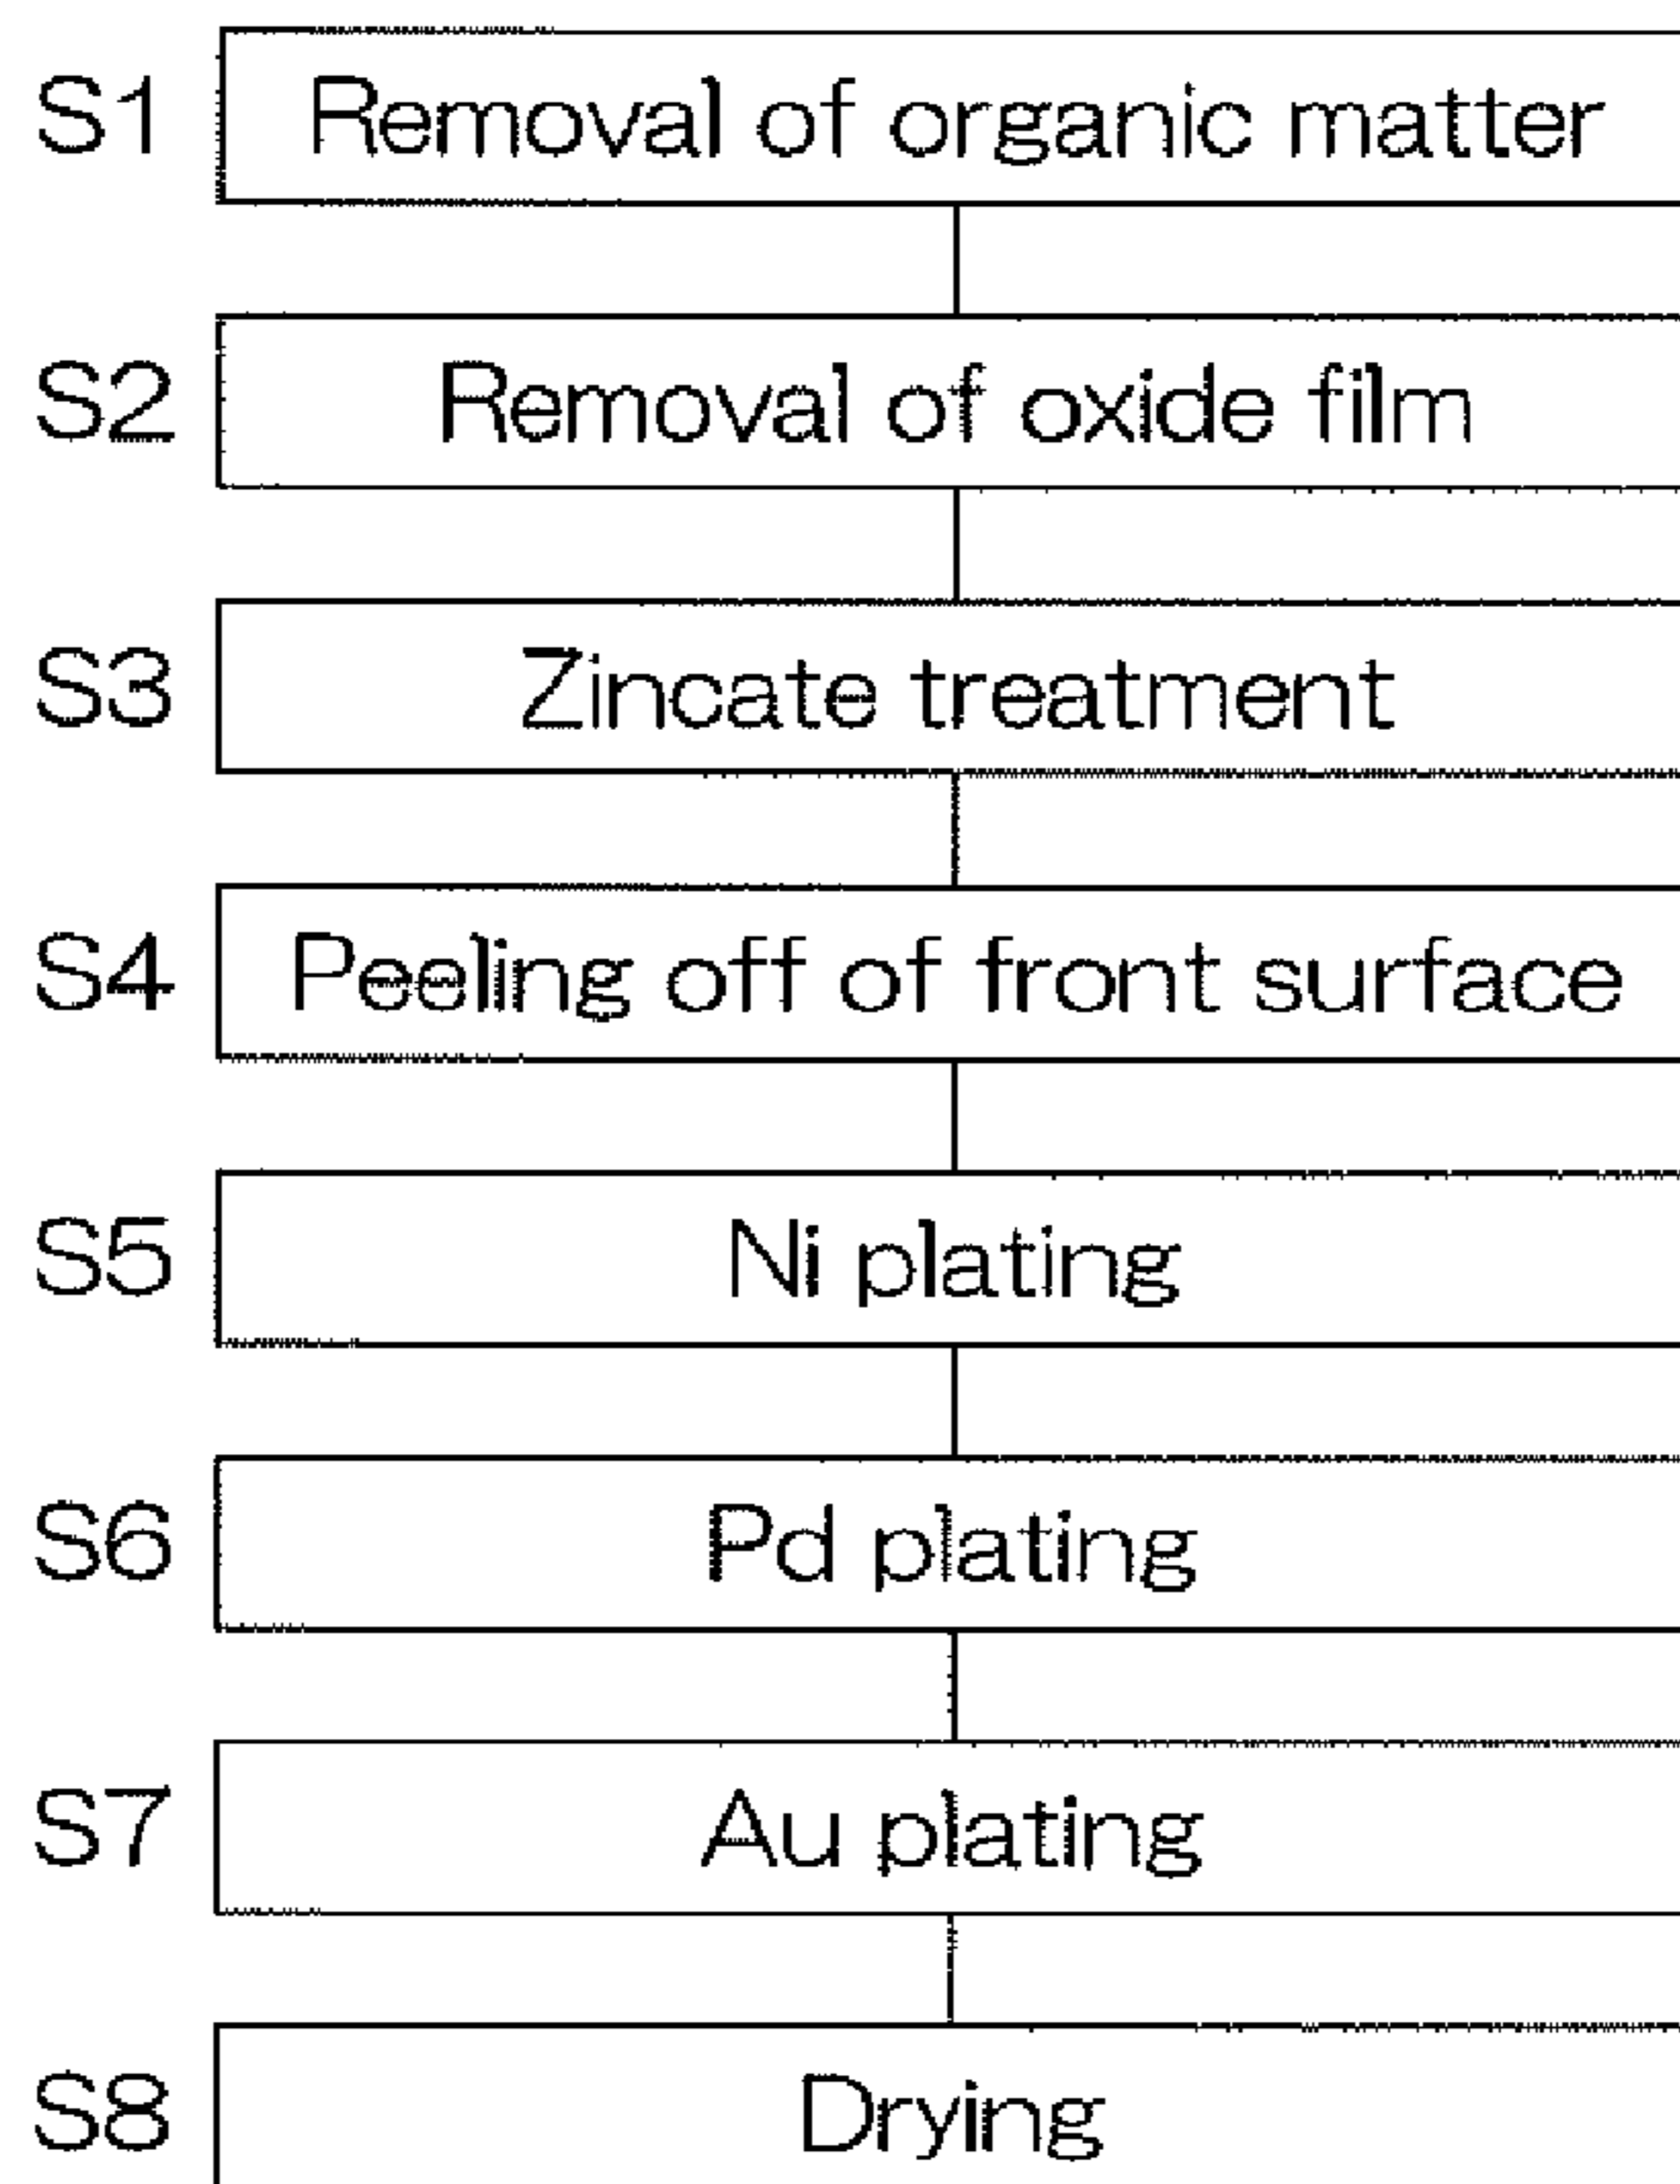 S1 Removal of organic matter
S2 Removal of oxide film
S3 Zincate treatment
S4 Peeling off of front surface
S5 Ni plating
S6 Pd plating
S7 Au plating
S8 Drying